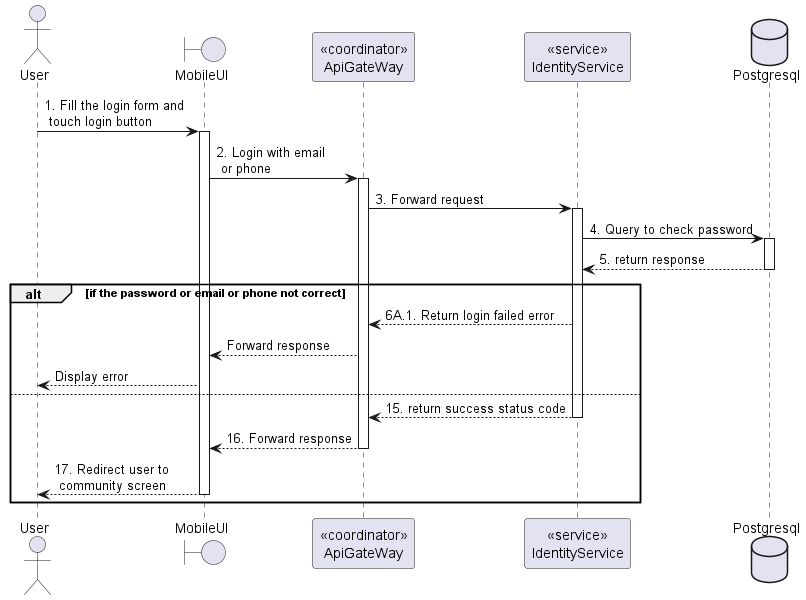 User
MobileUI
«coordinator»
ApiGateWay
«service»
IdentityService
Postgresql
1. Fill the login form and
touch login button
2. Login with email
or phone
3. Forward request
4. Query to check password
5. return response
alt
[if the password or email or phone not correct]
6A.1. Return login failed error
Forward response
Display error
15. return success status code
16. Forward response
17. Redirect user to
community screen
User
MobileUI
«coordinator»
ApiGateWay
«service»
IdentityService
Postgresql